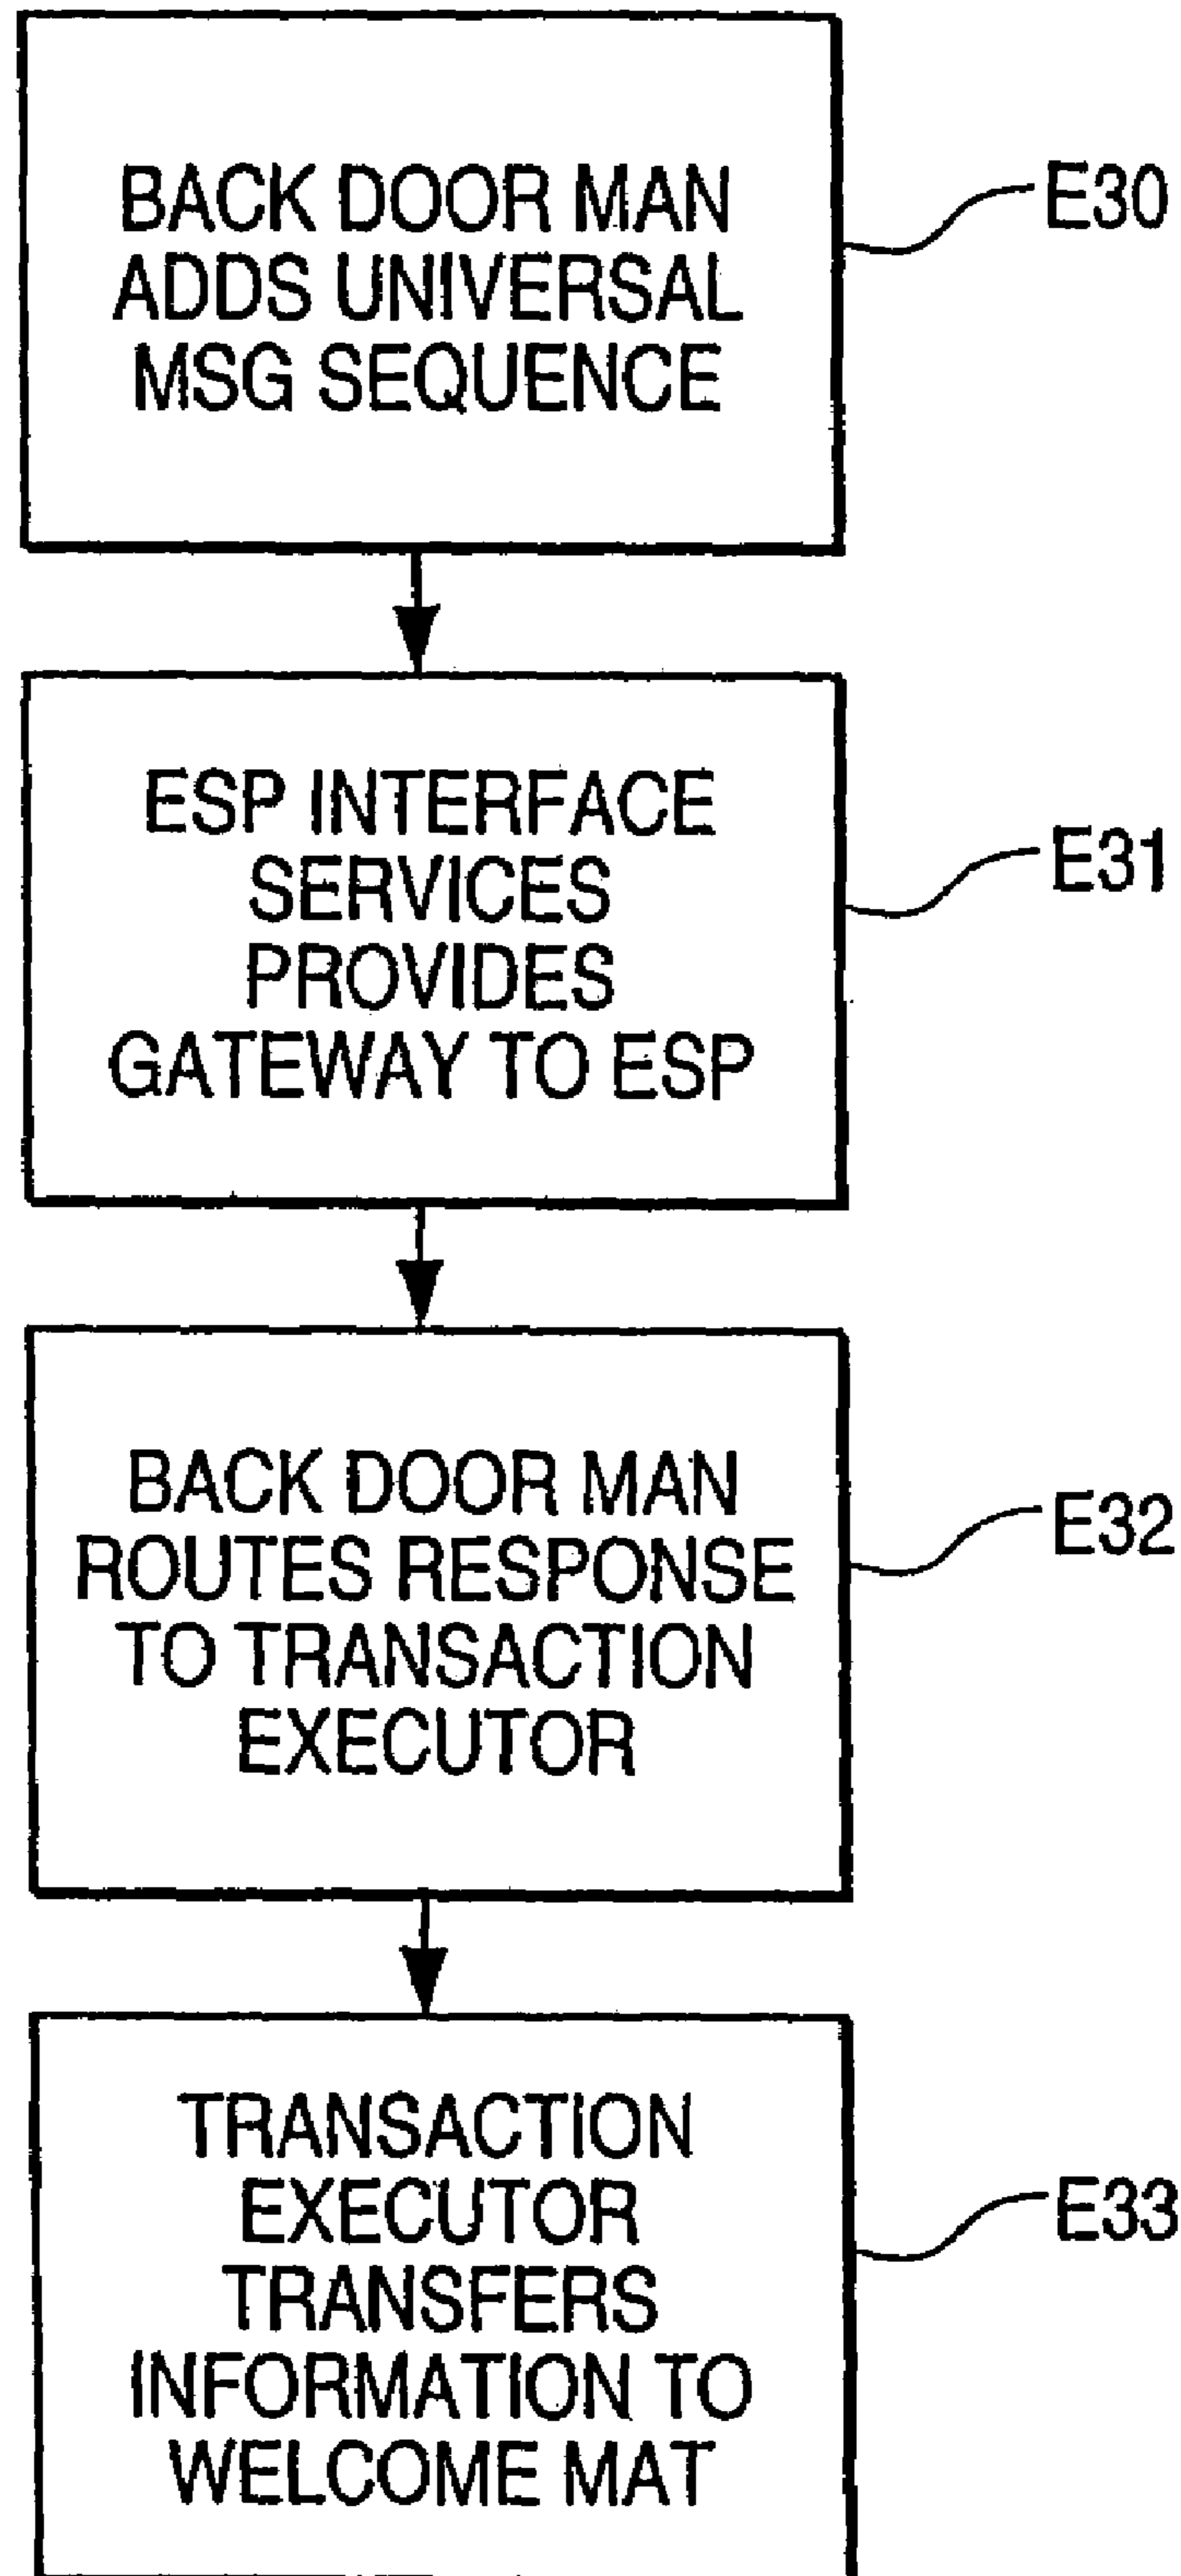 BACK DOOR MAN
ADDS UNIVERSAL
MSG SEQUENCE
E30
ESP INTERFACE
SERVICES
PROVIDES
GATEWAY TO ESP
E31
BACK DOOR MAN
ROUTES RESPONSE
TO TRANSACTION
EXECUTOR
E32
TRANSACTION
EXECUTOR
TRANSFERS
INFORMATION TO
WELCOME MAT
E33